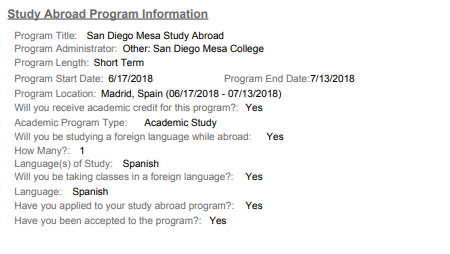 Study Abroad Program Information
Program Title: San Diego Mesa Study Abroad
Program Administrator: Other: San Diego Mesa College
Program Length: Short Term
Program Start Date: 6/17/2018 Program End Date:7/13/2018
Program Location: Madrid, Spain (06/17/2018 - 07/13/2018)
Will you receive academic credit for this program?: Yes
Academic Program Type: Academic Study
Will you be studying a foreign language while abroad: Yes
How Many?: 1
Language(s) of Study: Spanish
Will you be taking classes in a foreign language?: Yes
Language: Spanish
Have you applied to your study abroad program?: Yes
Have you been accepted to the program?: Yes